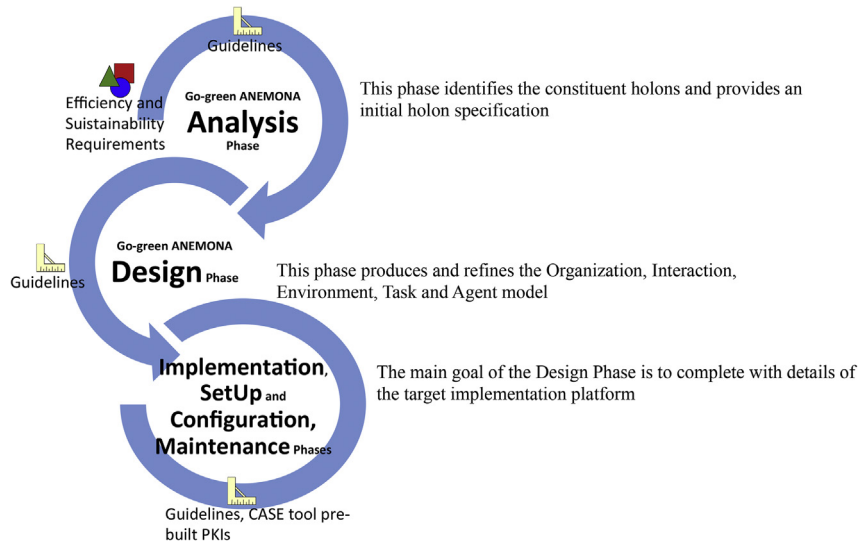 Guidelines
Efficiency and
Suistainability
Requirements
Go-green ANEMONA
Analysis
Phase
This phase identifies the constituent holons and provides an
initial holon specification
Go-green ANEMONA
Design Phase
Guidelines
This phase produces and refines the Organization, Interaction,
Environment, Task and Agent model
Implementation,
SetUp and
Configuration,
Maintenance Phases
The main goal of the Design Phase is to complete with details of
the target implementation platform
Guidelines, CASE tool pre-
built PKIs